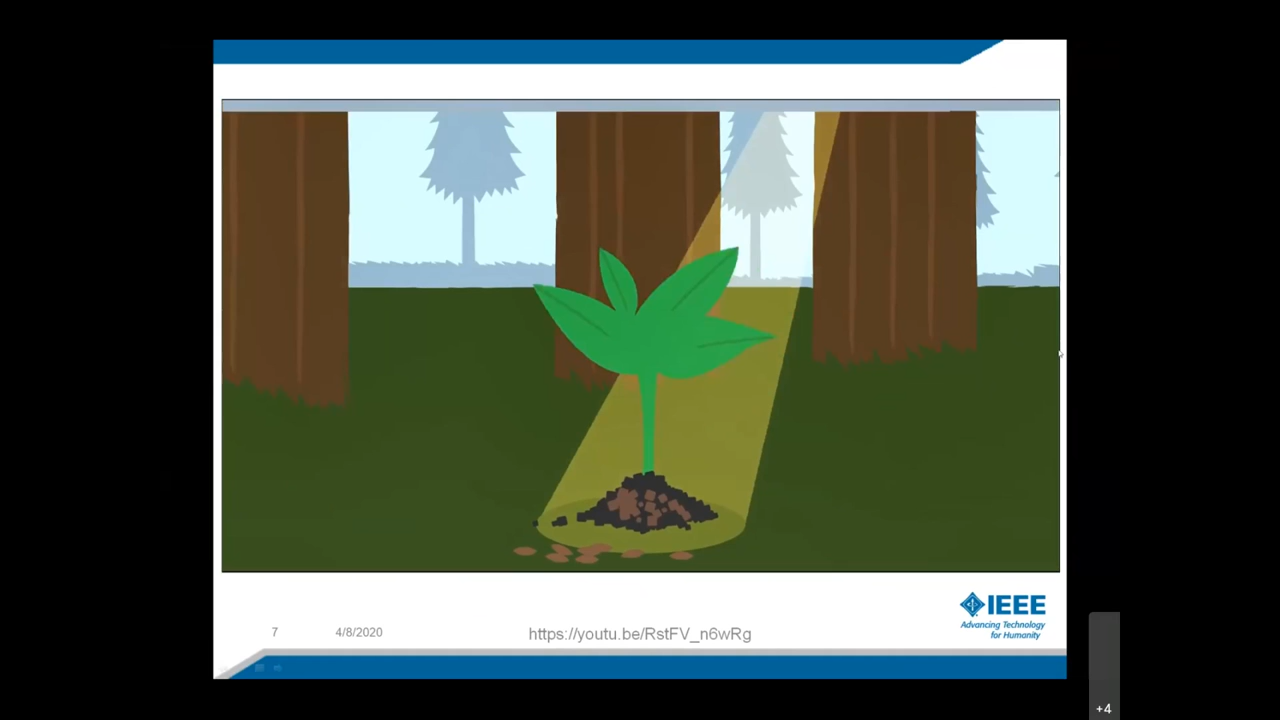 7
4/8/2020
https://youtu.be/RstFV_n6wRg
IEEE
Advancing Technology
for Humanity
+4